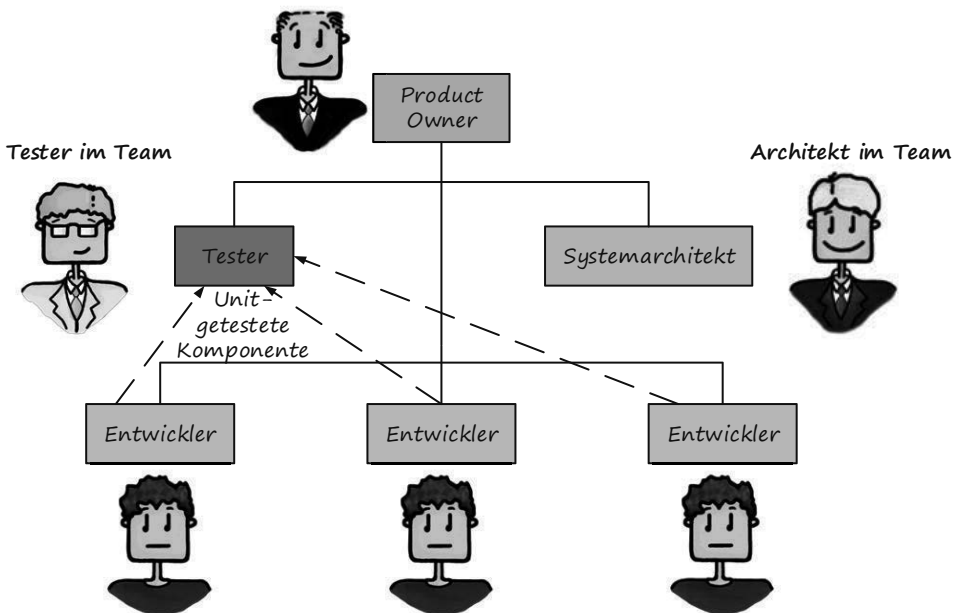 Product
Owner
Tester im Team
Architekt im Team
Tester
Systemarchitekt
Unit-
getestete
Komponente
Entwickler
Entwickler
Entwickler